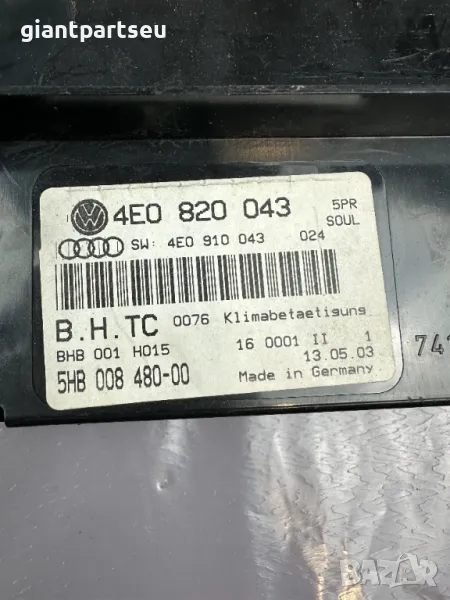 giantpartseu
4E0 820 043 5PR
SOUL
SW: 4E0 910 043 024
B.H.TC 0076 Klimabetaetigung
BHB 001 H015 16 0001 II 1
13.05.03
5HB 008 480-00 Made in Germany
BAZAR